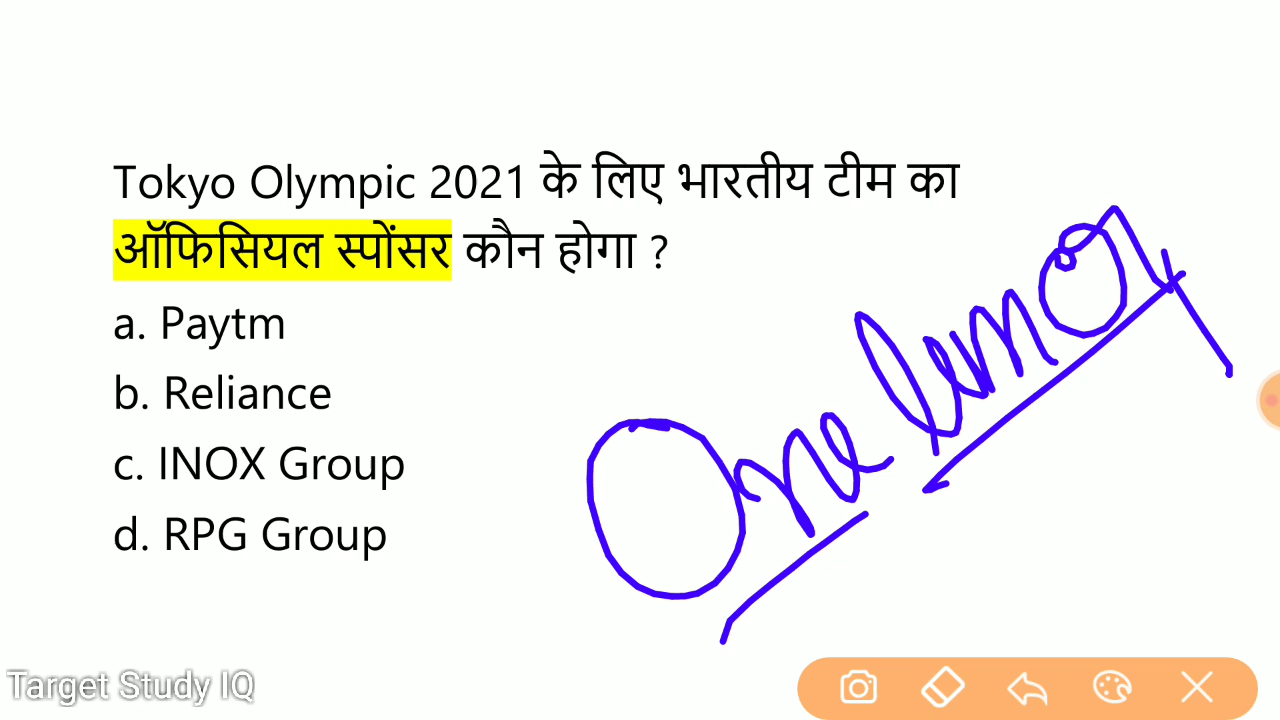 Tokyo Olympic 2021 के लिए भारतीय टीम का
ऑफिसियल स्पोंसर कौन होगा ?
a. Paytm
b. Reliance
c. INOX Group
d. RPG Group
One
Target Study IQ